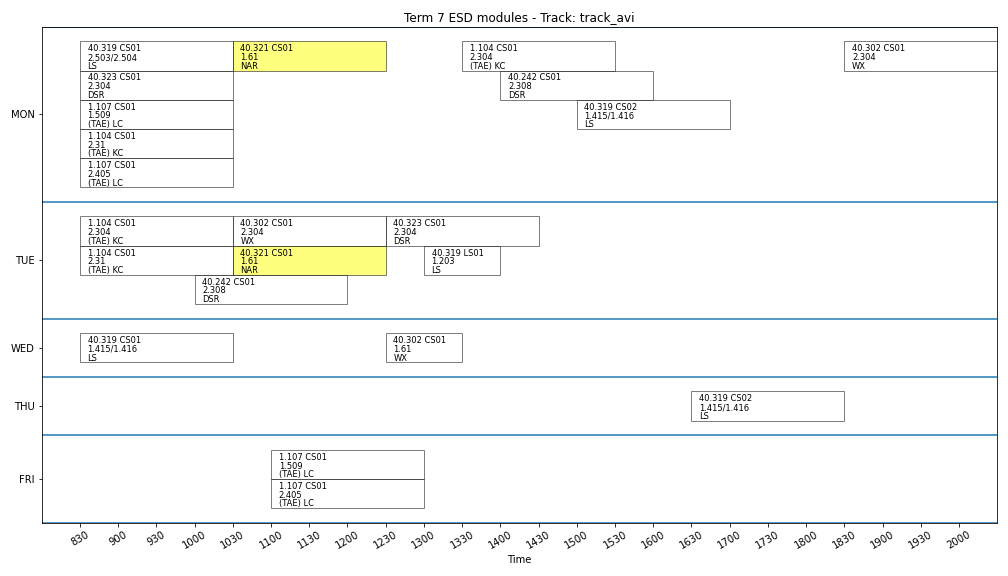 Term 7 ESD modules - Track: track_avi
MON
40.319 CS01
2.503/2.504
LS
40.321 CS01
1.61
NAR
1.104 CS01
2.304
(TAE) KC
40.302 CS01
2.304
WX
40.323 CS01
2.304
DSR
40.242 CS01
2.308
DSR
1.107 CS01
1.509
(TAE) LC
40.319 CS02
1.415/1.416
LS
1.104 CS01
2.31
(TAE) KC
1.107 CS01
2.405
(TAE) LC
TUE
1.104 CS01
2.304
(TAE) KC
40.302 CS01
2.304
WX
40.323 CS01
2.304
DSR
1.104 CS01
2.31
(TAE) KC
40.321 CS01
1.61
NAR
40.319 LS01
1.203
LS
40.242 CS01
2.308
DSR
WED
40.319 CS01
1.415/1.416
LS
40.302 CS01
1.61
WX
THU
40.319 CS02
1.415/1.416
LS
FRI
1.107 CS01
1.509
(TAE) LC
1.107 CS01
2.405
(TAE) LC
830 900 930 1000 1030 1100 1130 1200 1230 1300 1330 1400 1430 1500 1530 1600 1630 1700 1730 1800 1830 1900 1930 2000
Time